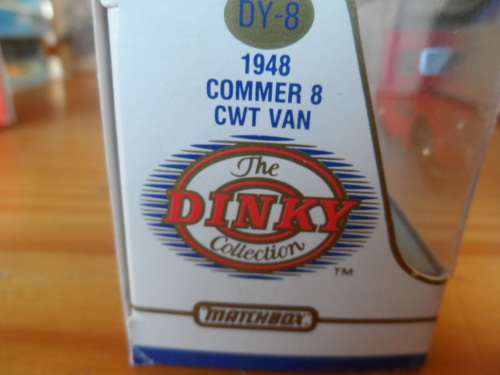 DY-8
1948
COMMER 8
CWT VAN
The
DINKY
Collection
TM
MATCHBOX